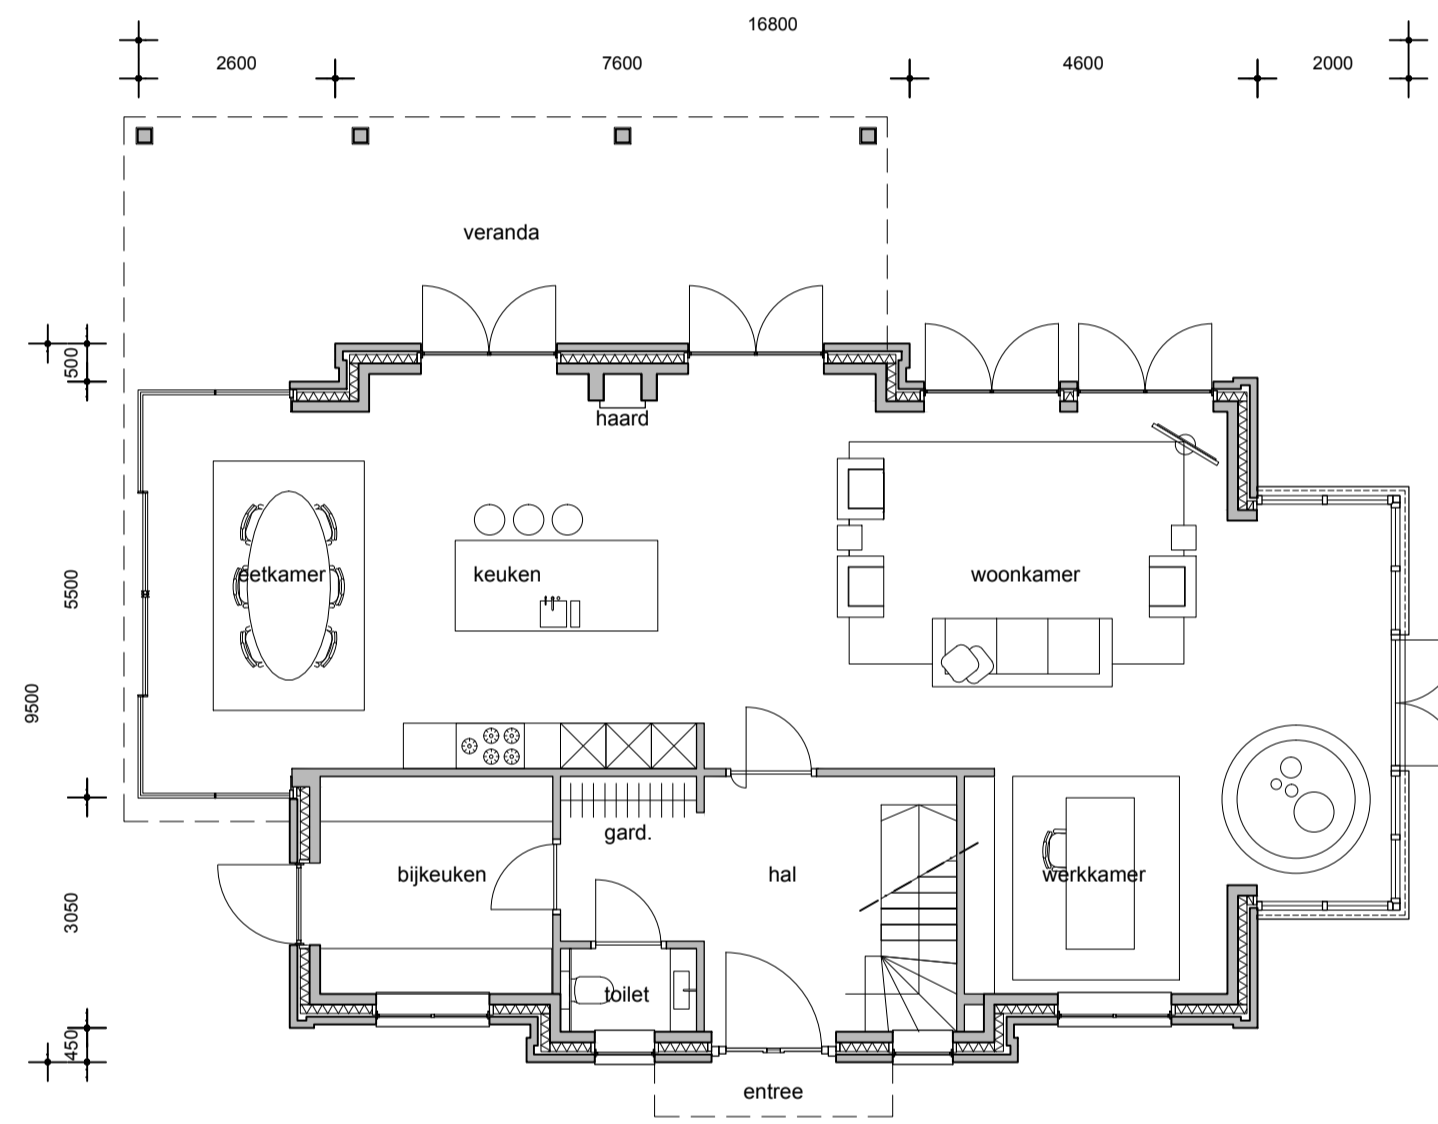 16800
2600
7600
4600
2000
veranda
500
haard
eetkamer
keuken
woonkamer
5500
9500
gard.
bijkeuken
hal
werkkamer
3050
toilet
450
entree